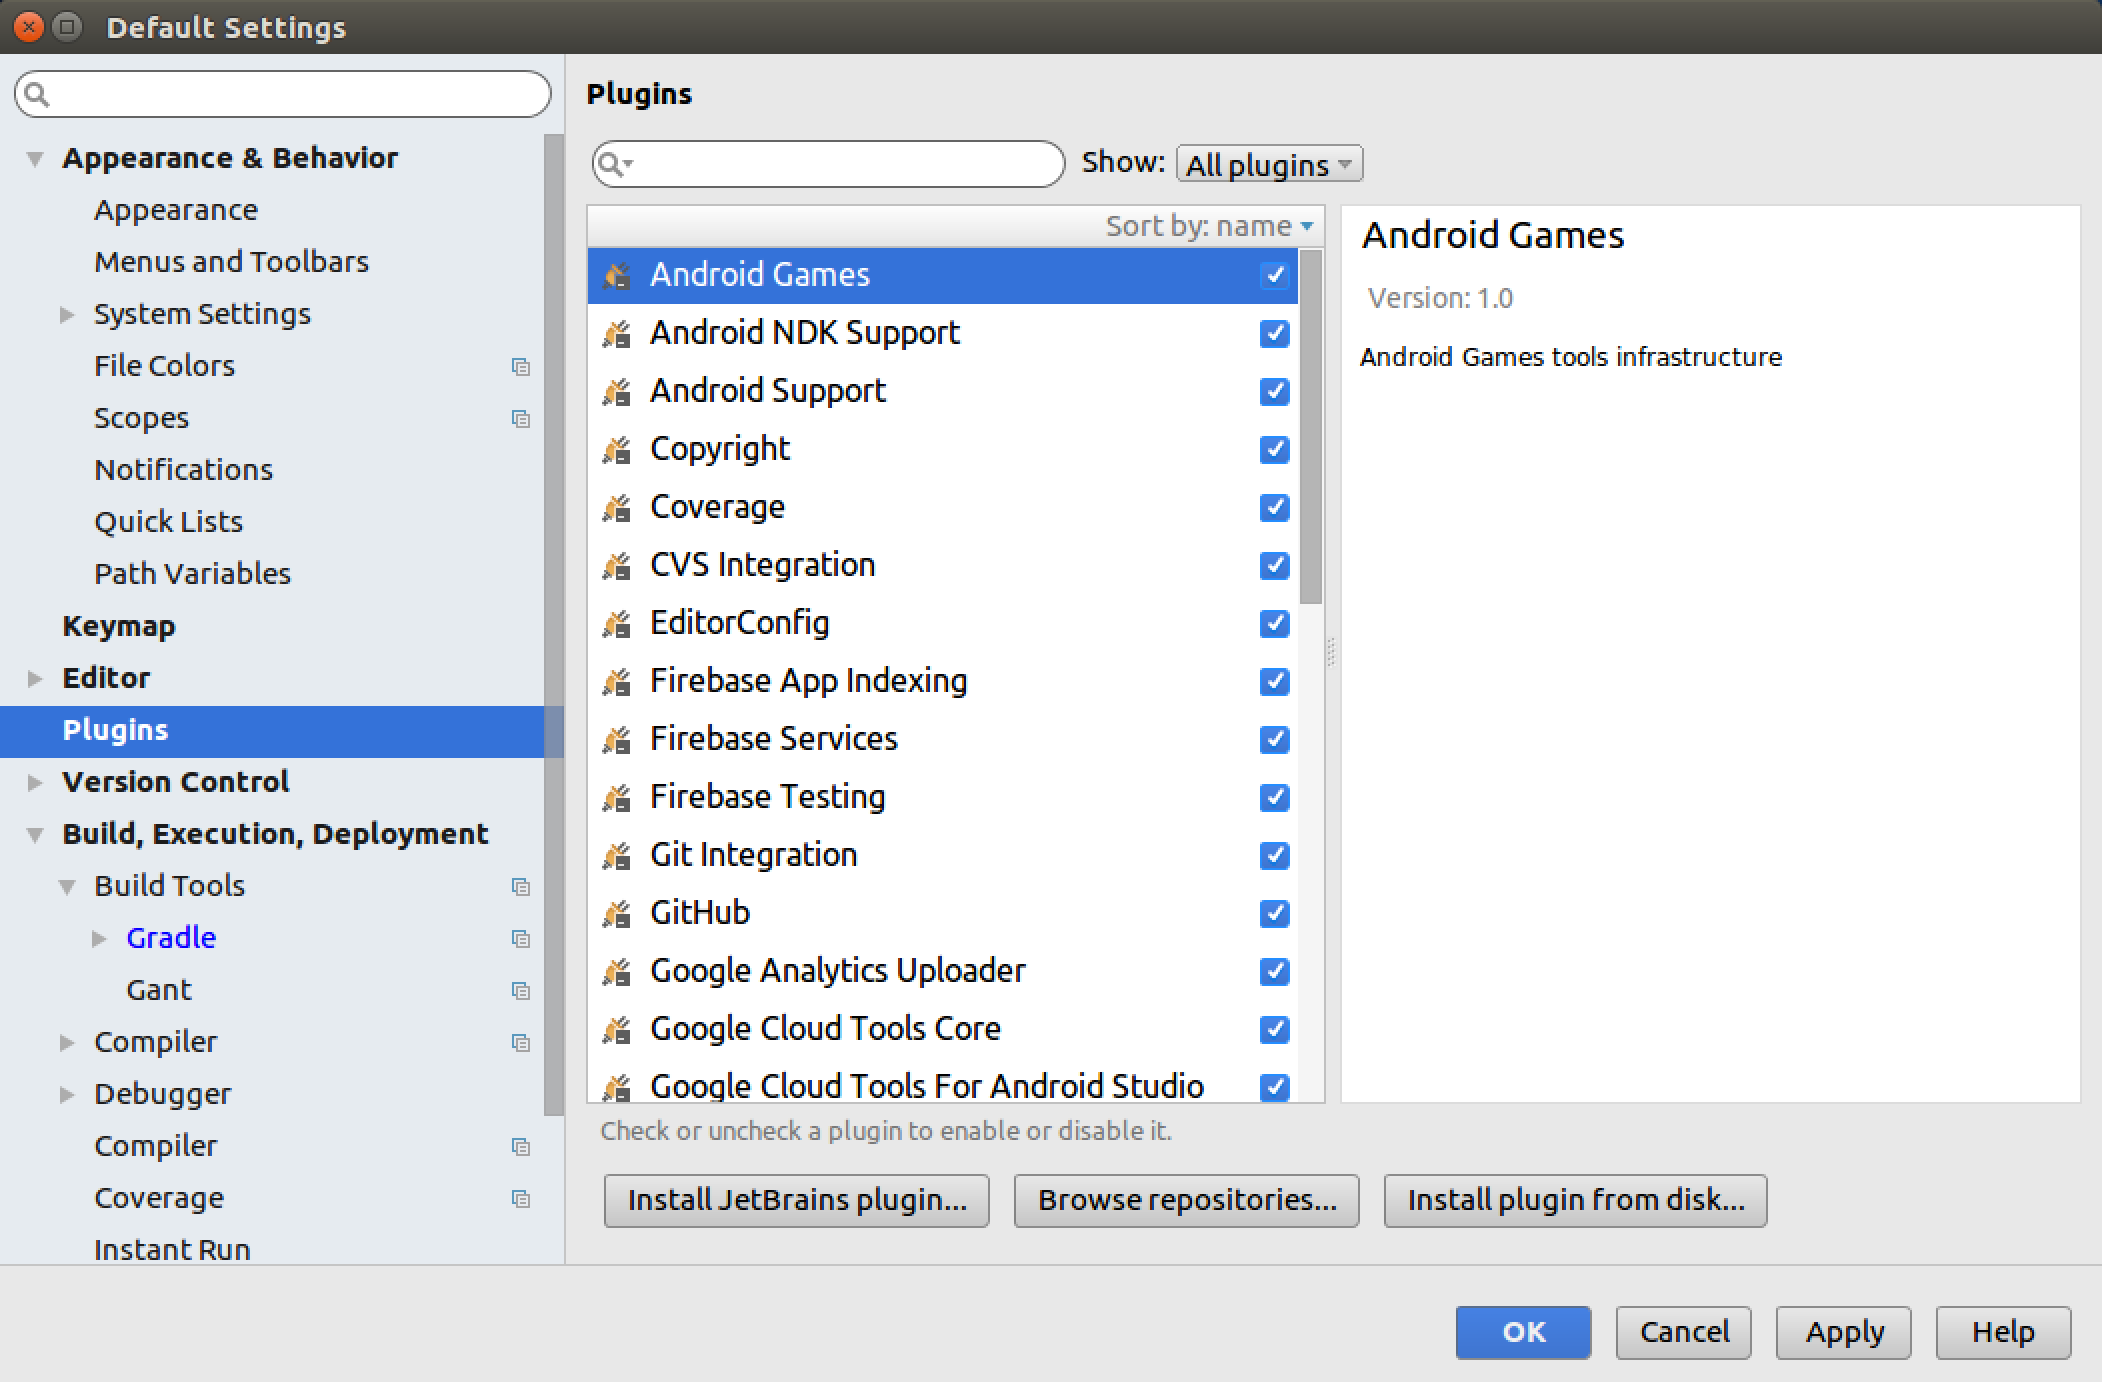 Default Settings
Appearance & Behavior
Appearance
Menus and Toolbars
System Settings
File Colors
Scopes
Notifications
Quick Lists
Path Variables
Keymap
Editor
Plugins
Version Control
Build, Execution, Deployment
Build Tools
Gradle
Gant
Compiler
Debugger
Compiler
Coverage
Instant Run
Plugins
Show: All plugins
Sort by: name
Android Games
Android NDK Support
Android Support
Copyright
Coverage
CVS Integration
EditorConfig
Firebase App Indexing
Firebase Services
Firebase Testing
Git Integration
GitHub
Google Analytics Uploader
Google Cloud Tools Core
Google Cloud Tools For Android Studio
Check or uncheck a plugin to enable or disable it.
Install JetBrains plugin... Browse repositories... Install plugin from disk...
Android Games
Version: 1.0
Android Games tools infrastructure
OK Cancel Apply Help